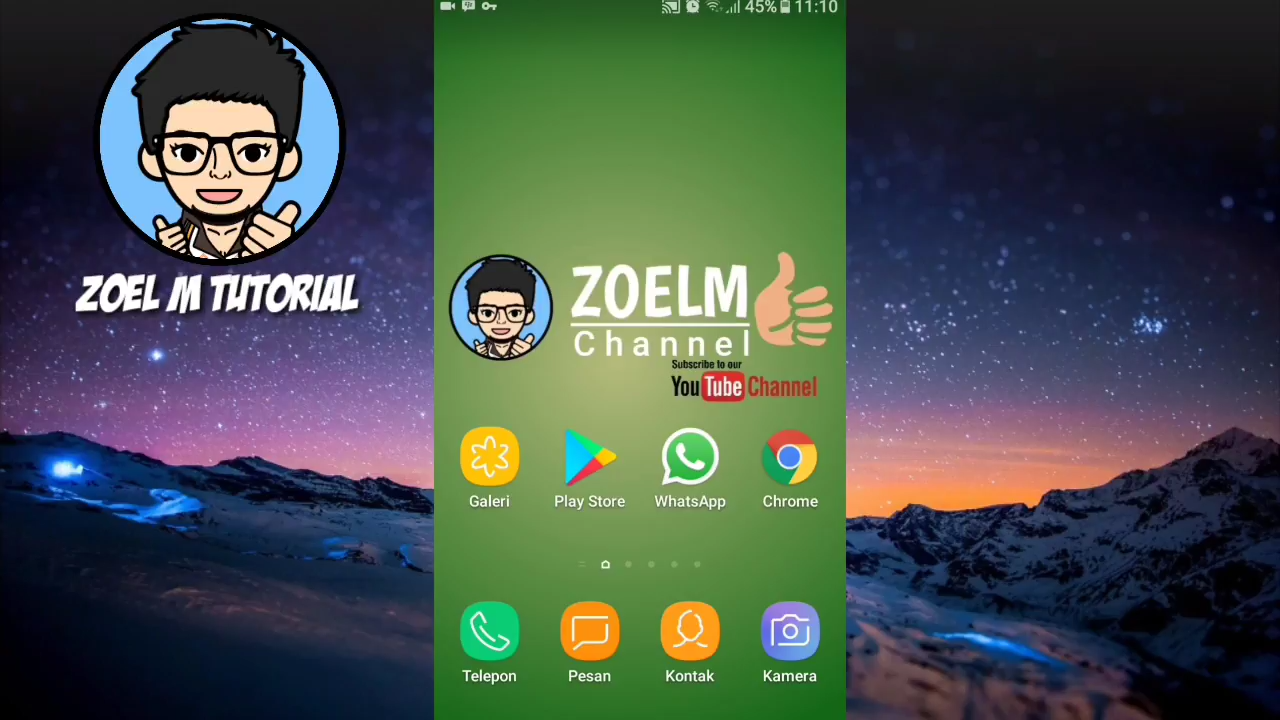 45% 11:10
ZOEL M TUTORIAL
ZOELM
Channel
Subscribe to our
YouTube Channel
Galeri
Play Store
WhatsApp
Chrome
Telepon
Pesan
Kontak
Kamera